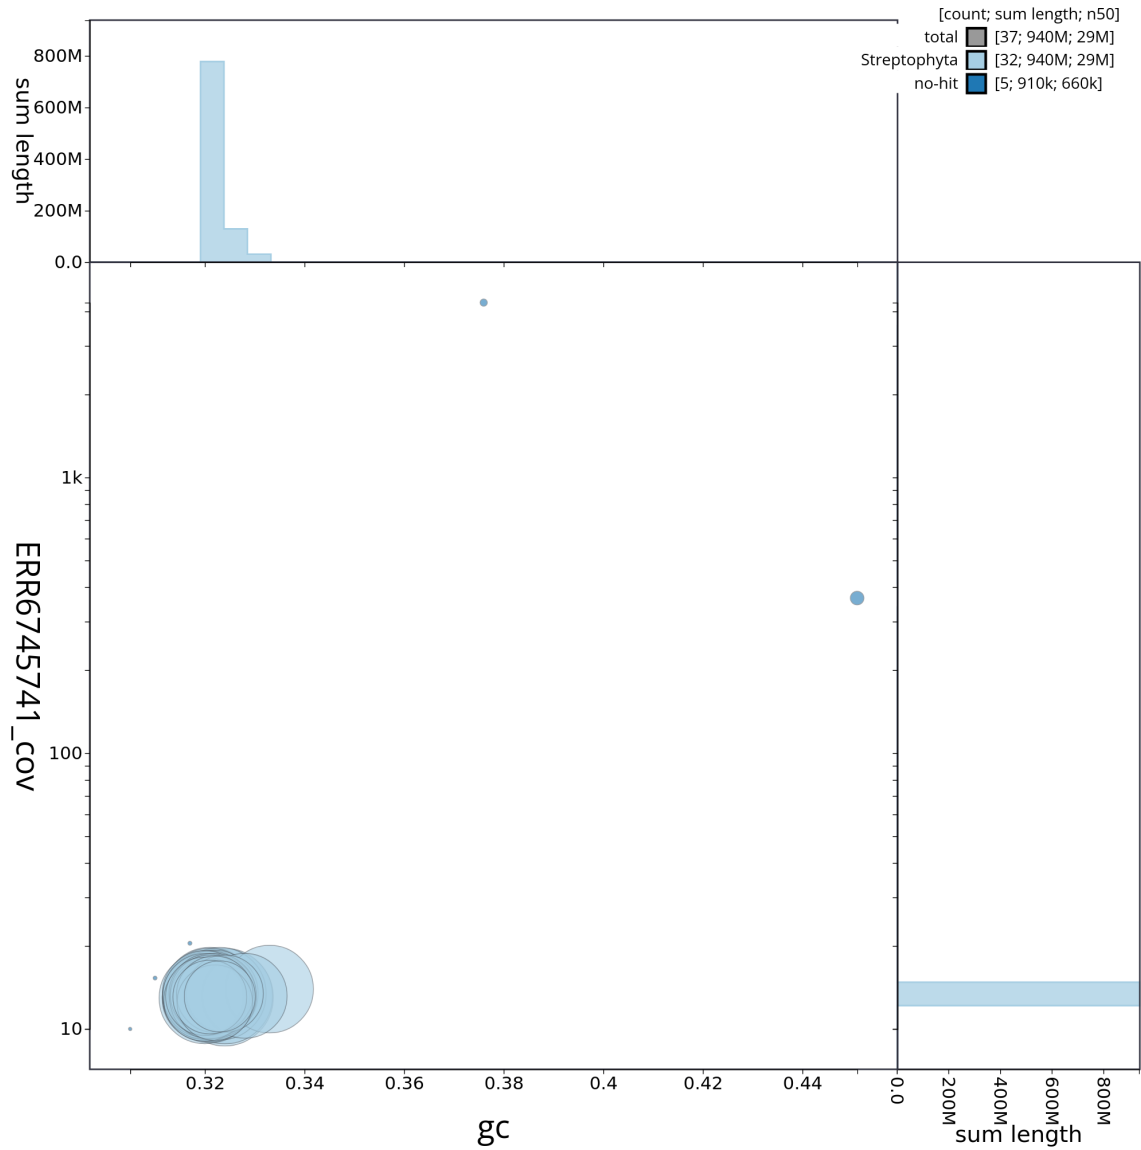 [count; sum length; n50]
total [37; 940M; 29M]
Streptophyta [32; 940M; 29M]
no-hit [5; 910k; 660k]
sum length
800M
600M
400M
200M
0.0
ERR6745741_cov
1k
100
10
0.32 0.34 0.36 0.38 0.4 0.42 0.44
gc
0.0 200M 400M 600M 800M
sum length